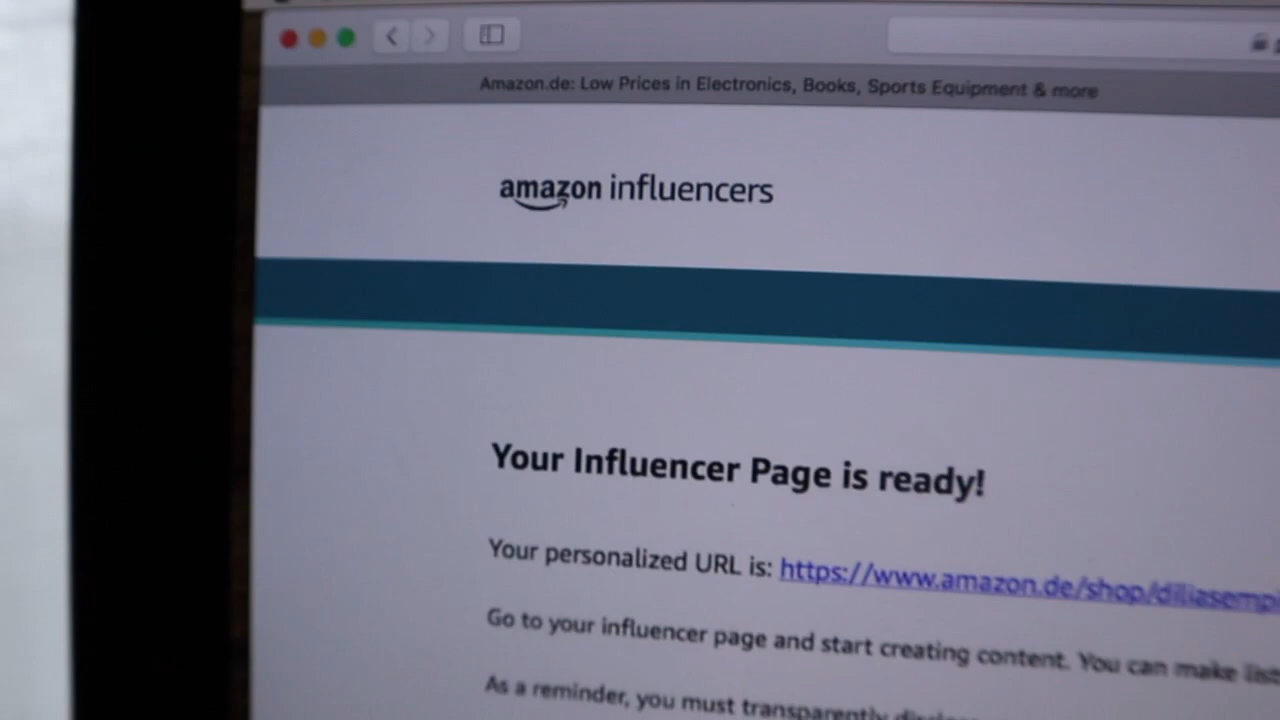 Amazon.de: Low Prices in Electronics, Books, Sports Equipment & more
amazon influencers
Your Influencer Page is ready!
Your personalized URL is: https://www.amazon.de/shop/diliasemp
Go to your influencer page and start creating content. You can make list
As a reminder, you must transparently